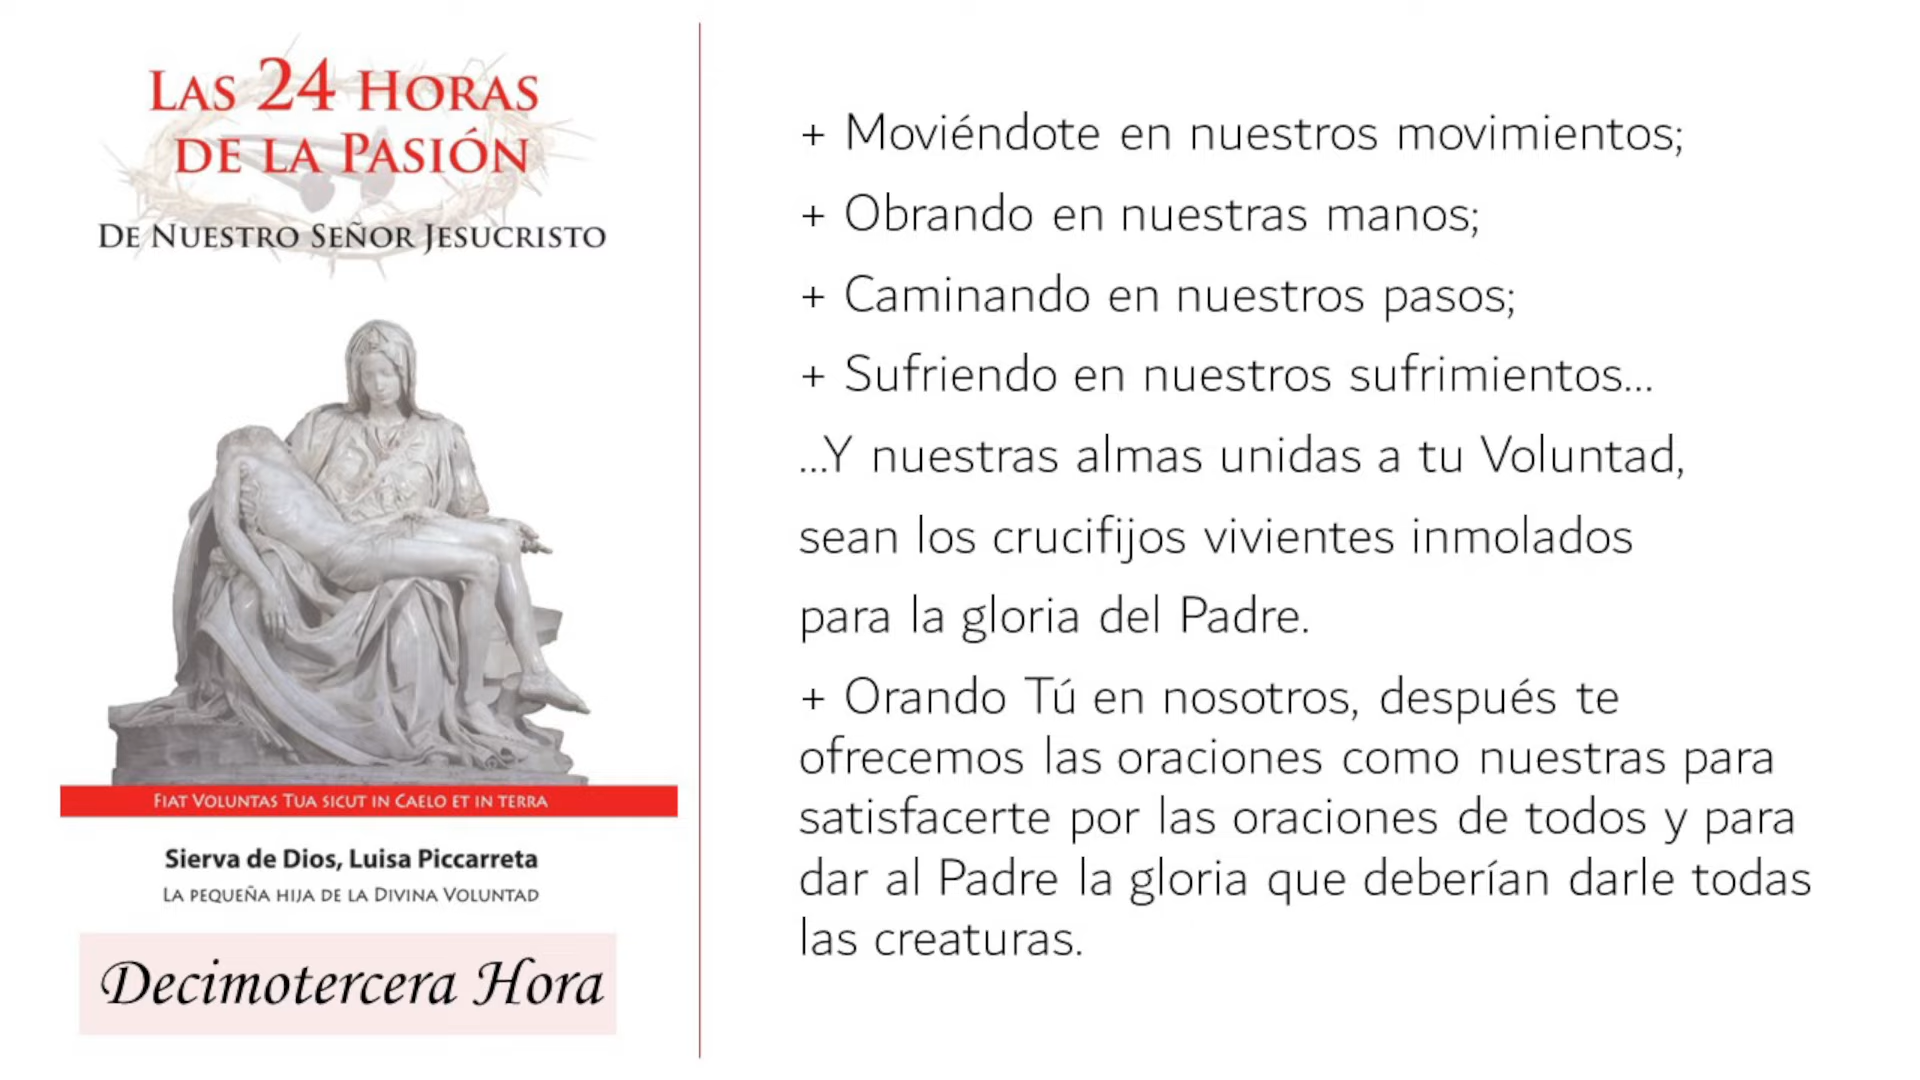 LAS 24 HORAS
DE LA PASIÓN
DE NUESTRO SEÑOR JESUCRISTO
FIAT VOLUNTAS TUA SICUT IN CAELO ET IN TERRA
Sierva de Dios, Luisa Piccarreta
LA PEQUEÑA HIJA DE LA DIVINA VOLUNTAD
Decimotercera Hora
+ Moviéndote en nuestros movimientos;
+ Obrando en nuestras manos;
+ Caminando en nuestros pasos;
+ Sufriendo en nuestros sufrimientos...
...Y nuestras almas unidas a tu Voluntad,
sean los crucifijos vivientes inmolados
para la gloria del Padre.
+ Orando Tú en nosotros, después te
ofrecemos las oraciones como nuestras para
satisfacerte por las oraciones de todos y para
dar al Padre la gloria que deberían darle todas
las creaturas.